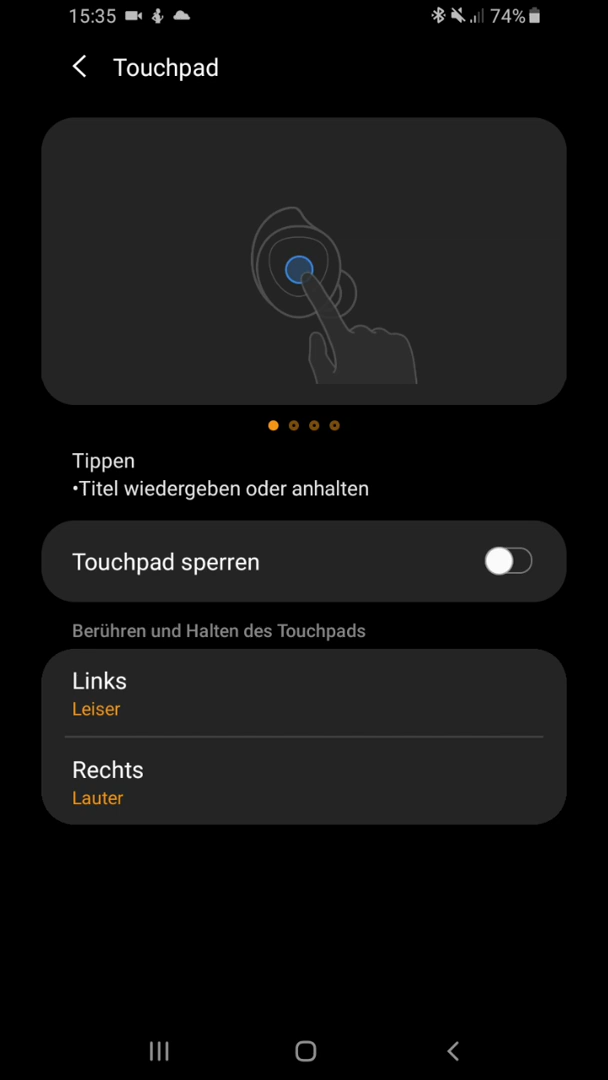 15:35
74%
Touchpad
Tippen
•Titel wiedergeben oder anhalten
Touchpad sperren
Berühren und Halten des Touchpads
Links
Leiser
Rechts
Lauter